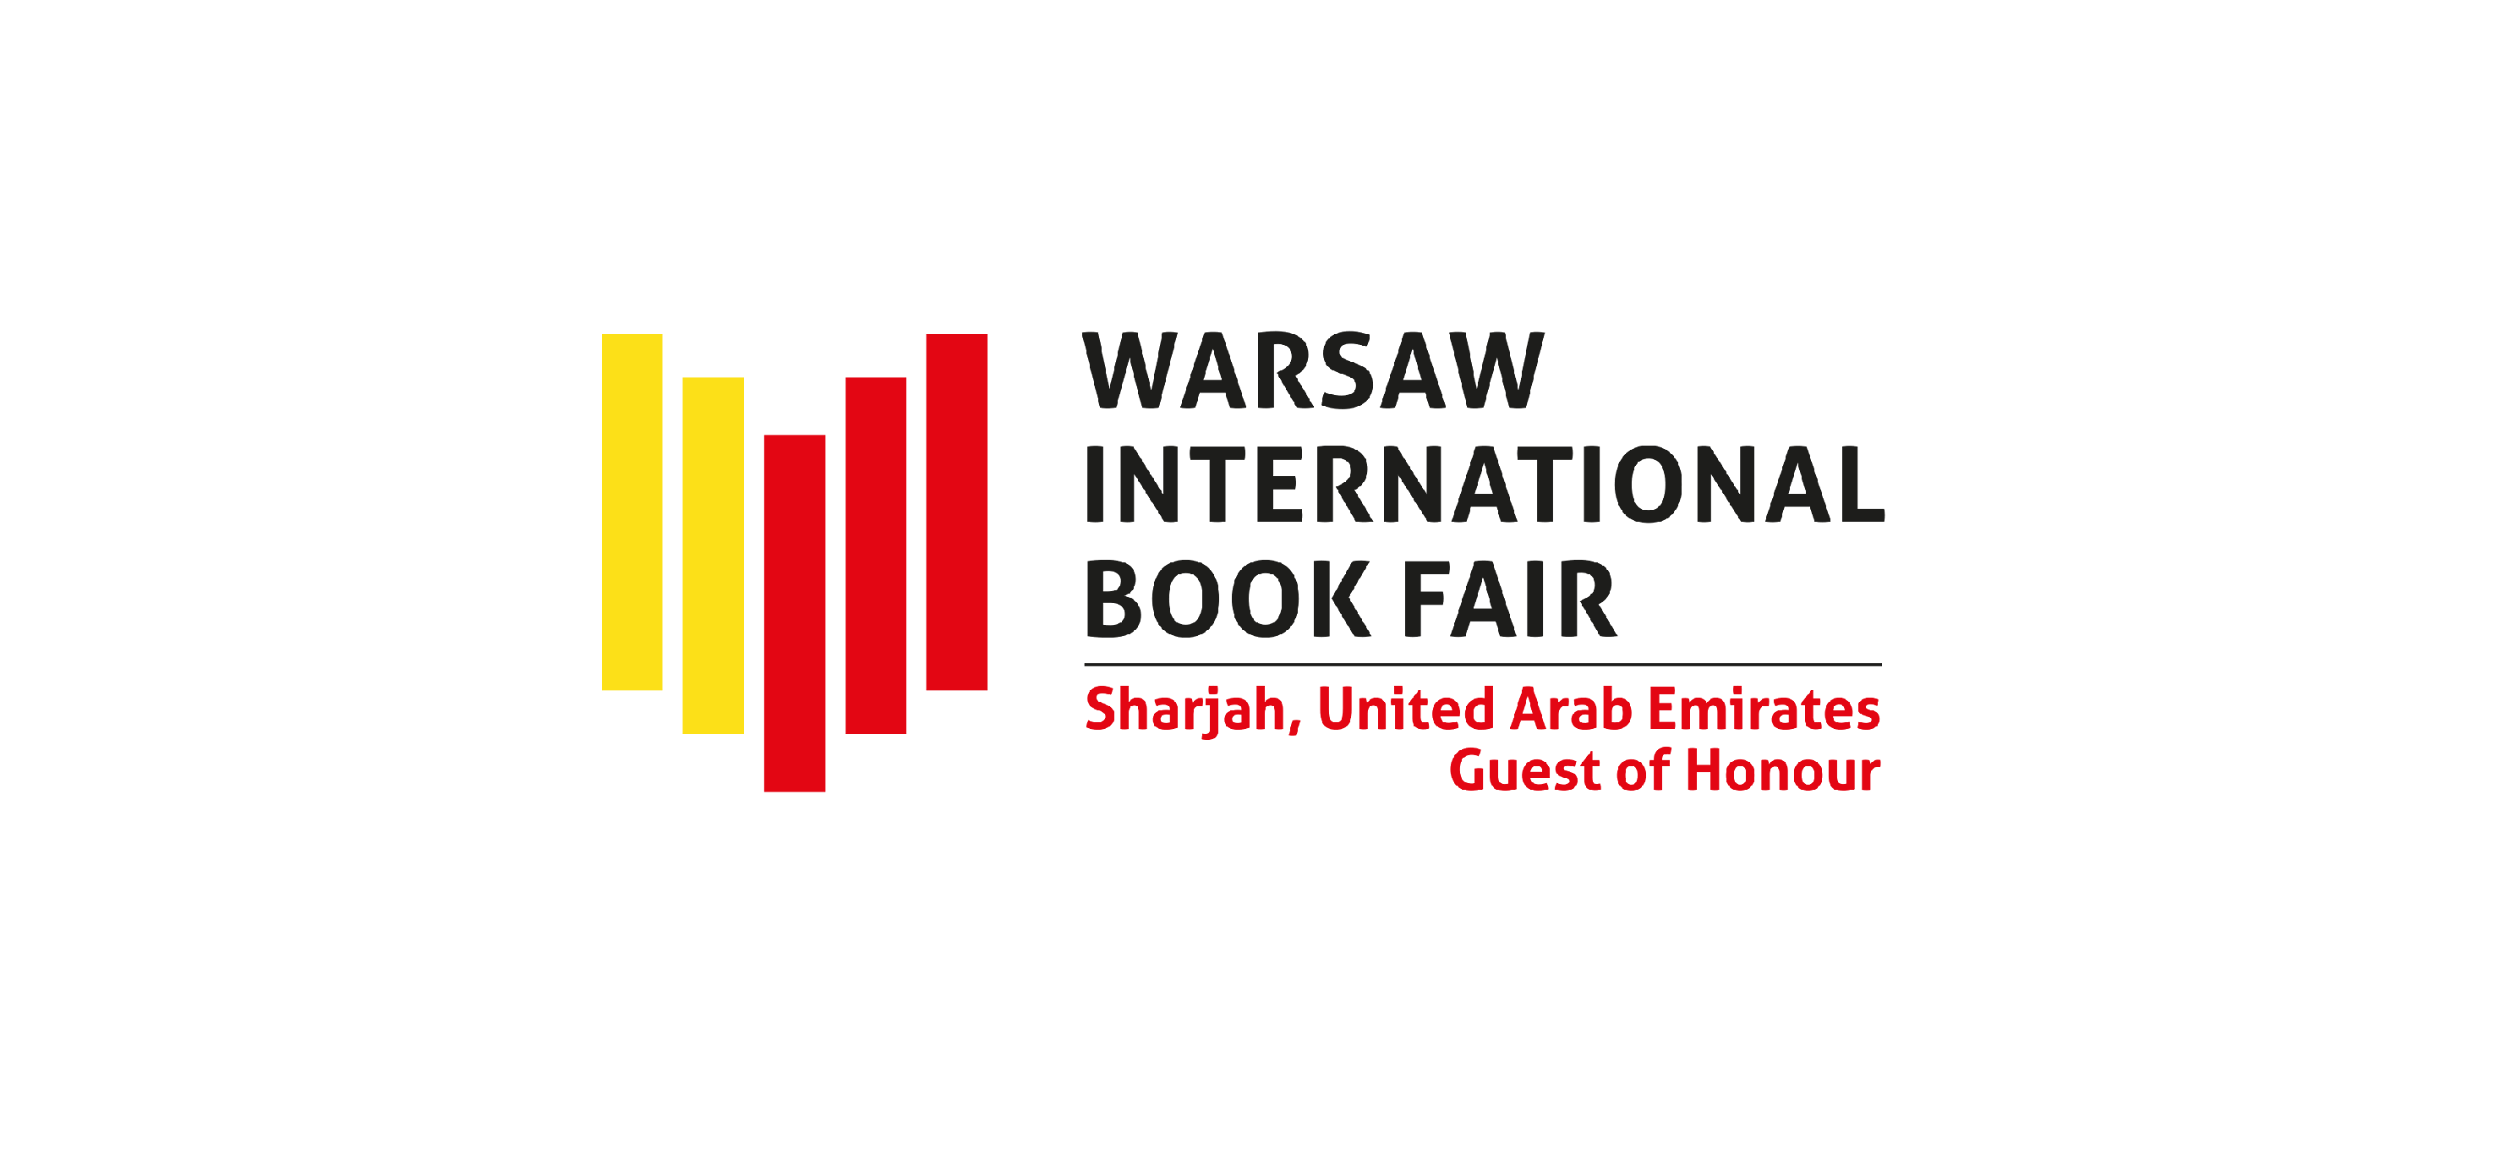 WARSAW
INTERNATIONAL
BOOK FAIR
Sharjah, United Arab Emirates
Guest of Honour